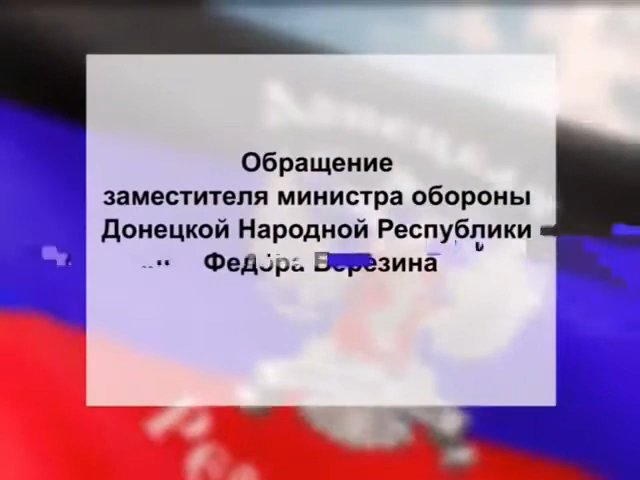 Обращение
заместителя министра обороны
Донецкой Народной Республики
Федора Березина